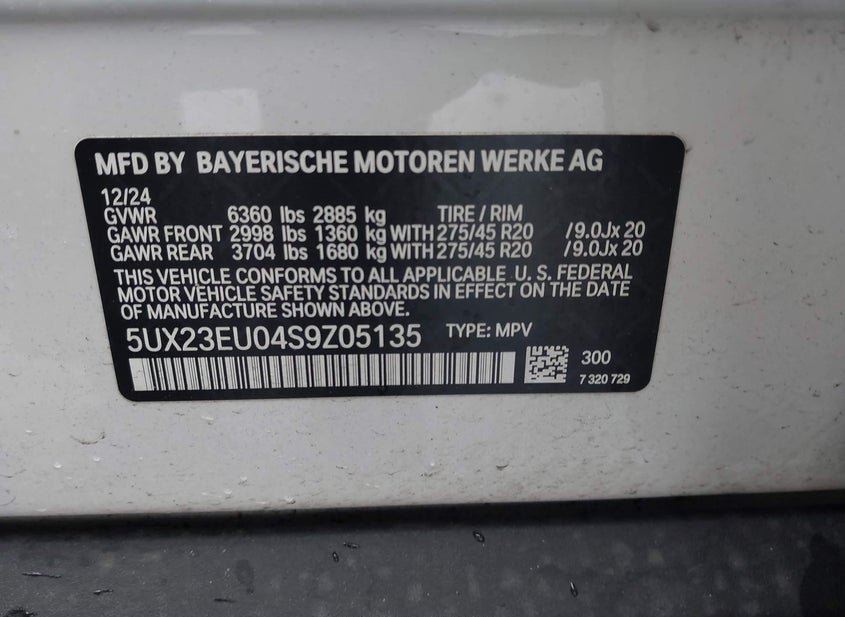 MFD BY BAYERISCHE MOTOREN WERKE AG
12/24
GVWR 6360 lbs 2885 kg TIRE / RIM
GAWR FRONT 2998 lbs 1360 kg WITH 275/45 R20 /9.0Jx 20
GAWR REAR 3704 lbs 1680 kg WITH 275/45 R20 /9.0Jx 20
THIS VEHICLE CONFORMS TO ALL APPLICABLE U. S. FEDERAL
MOTOR VEHICLE SAFETY STANDARDS IN EFFECT ON THE DATE
OF MANUFACTURE SHOWN ABOVE.
5UX23EU04S9Z05135 TYPE: MPV
300
7 320 729